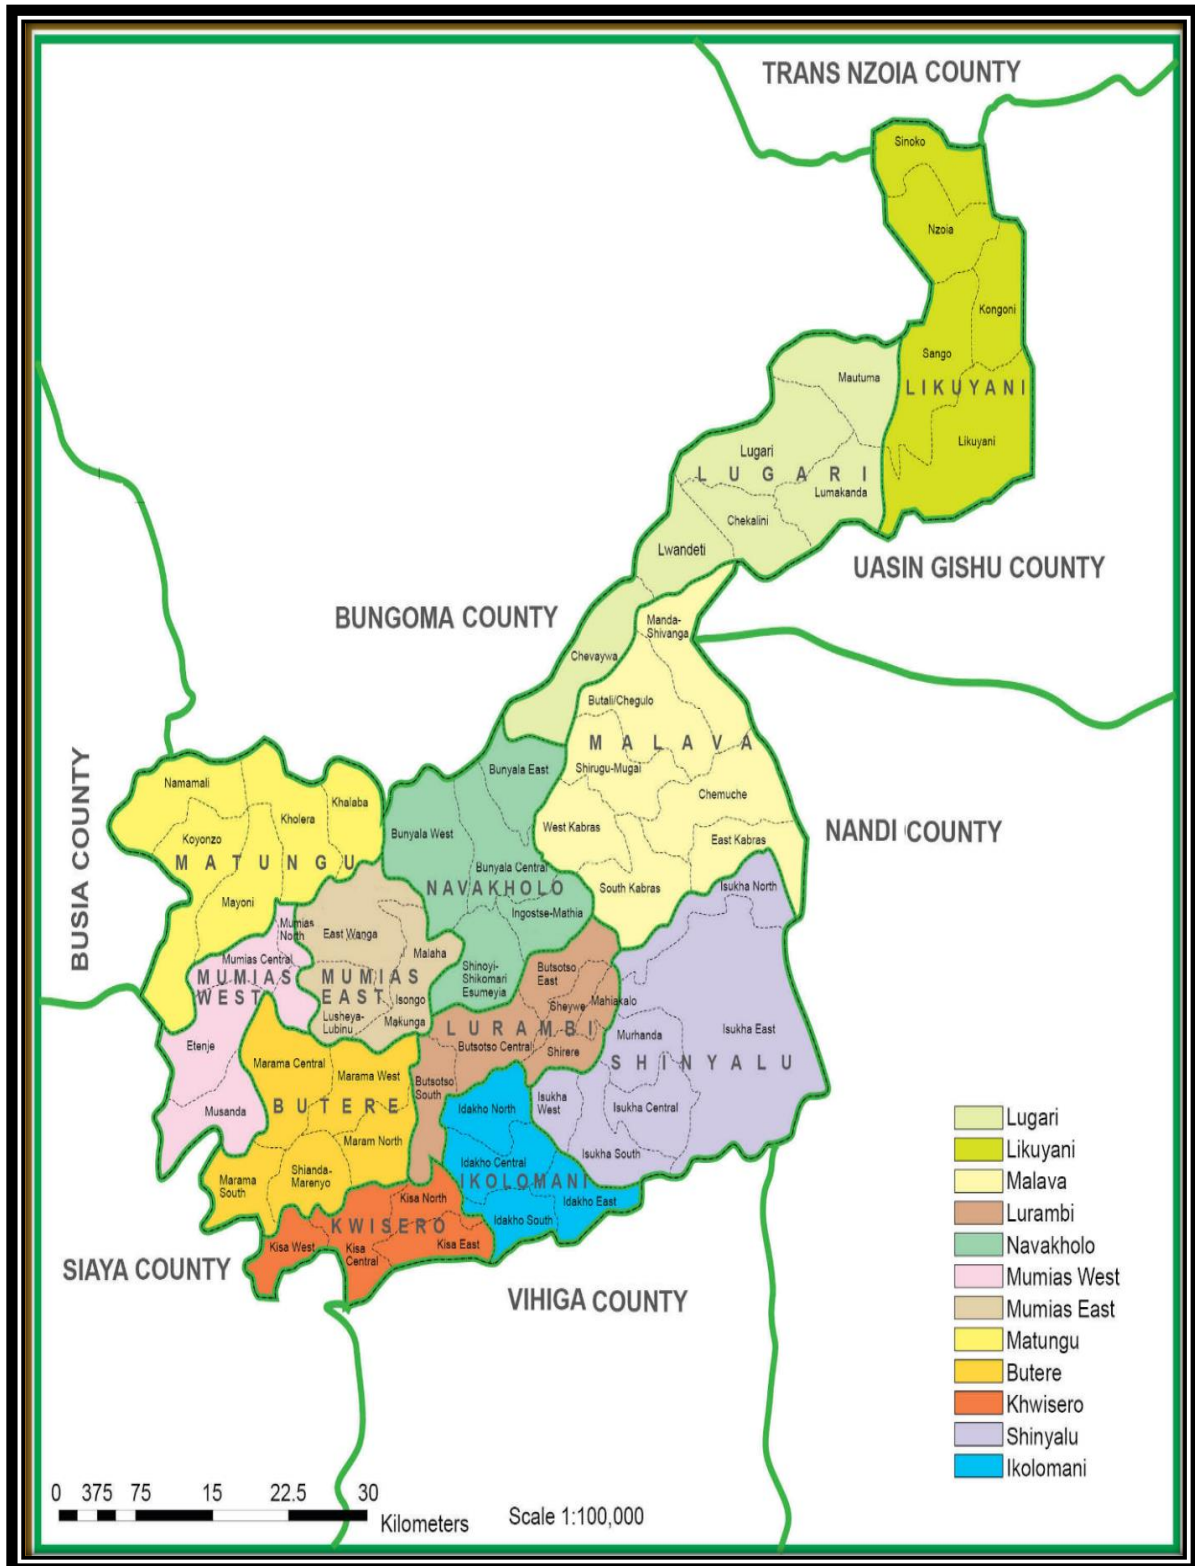 TRANS NZOIA COUNTY
Sinoko
Nzoia
Kongoni
Sango
LIKUYANI
Likuyani
Mautuma
Lugari
LUGARI
Lumakanda
Chekalini
Lwandeti
UASIN GISHU COUNTY
BUNGOMA COUNTY
Manda-
Shivanga
Chevaywa
Butali/Chegulo
MALAVA
Shirugu-Mugai
Chemuche
West Kabras
East Kabras
South Kabras
NANDI COUNTY
BUSIA COUNTY
Namamali
Khalaba
Kholera
Koyonzo
MATUNGU
Mayoni
Bunyala East
Bunyala West
Bunyala Central
NAVAKHOLO
Ingostse-Mathia
Shinoyi-
Shikomari
Esumeyia
Mumias
North
Mumias Central
MUMIAS
WEST
Etenje
Musanda
East Wanga
Malaha
MUMIAS
EAST
Isongo
Lusheya-
Lubinu
Makunga
Butsotso
East
Sheywe
Mahiakalo
LURAMBI
Butsotso Central
Shirere
Butsotso
South
Isukha North
Isukha East
Murhanda
SHINYALU
Isukha
West
Isukha Central
Isukha South
Marama Central
Marama West
BUTERE
Maram North
Shianda-
Marenyo
Marama
South
Idakho North
Idakho Central
IKOLOMANI
Idakho East
Idakho South
Kisa North
KWISERO
Kisa West
Kisa
Central
Kisa East
SIAYA COUNTY
VIHIGA COUNTY
Lugari
Likuyani
Malava
Lurambi
Navakholo
Mumias West
Mumias East
Matungu
Butere
Khwisero
Shinyalu
Ikolomani
0 375 75 15 22.5 30
Kilometers
Scale 1:100,000